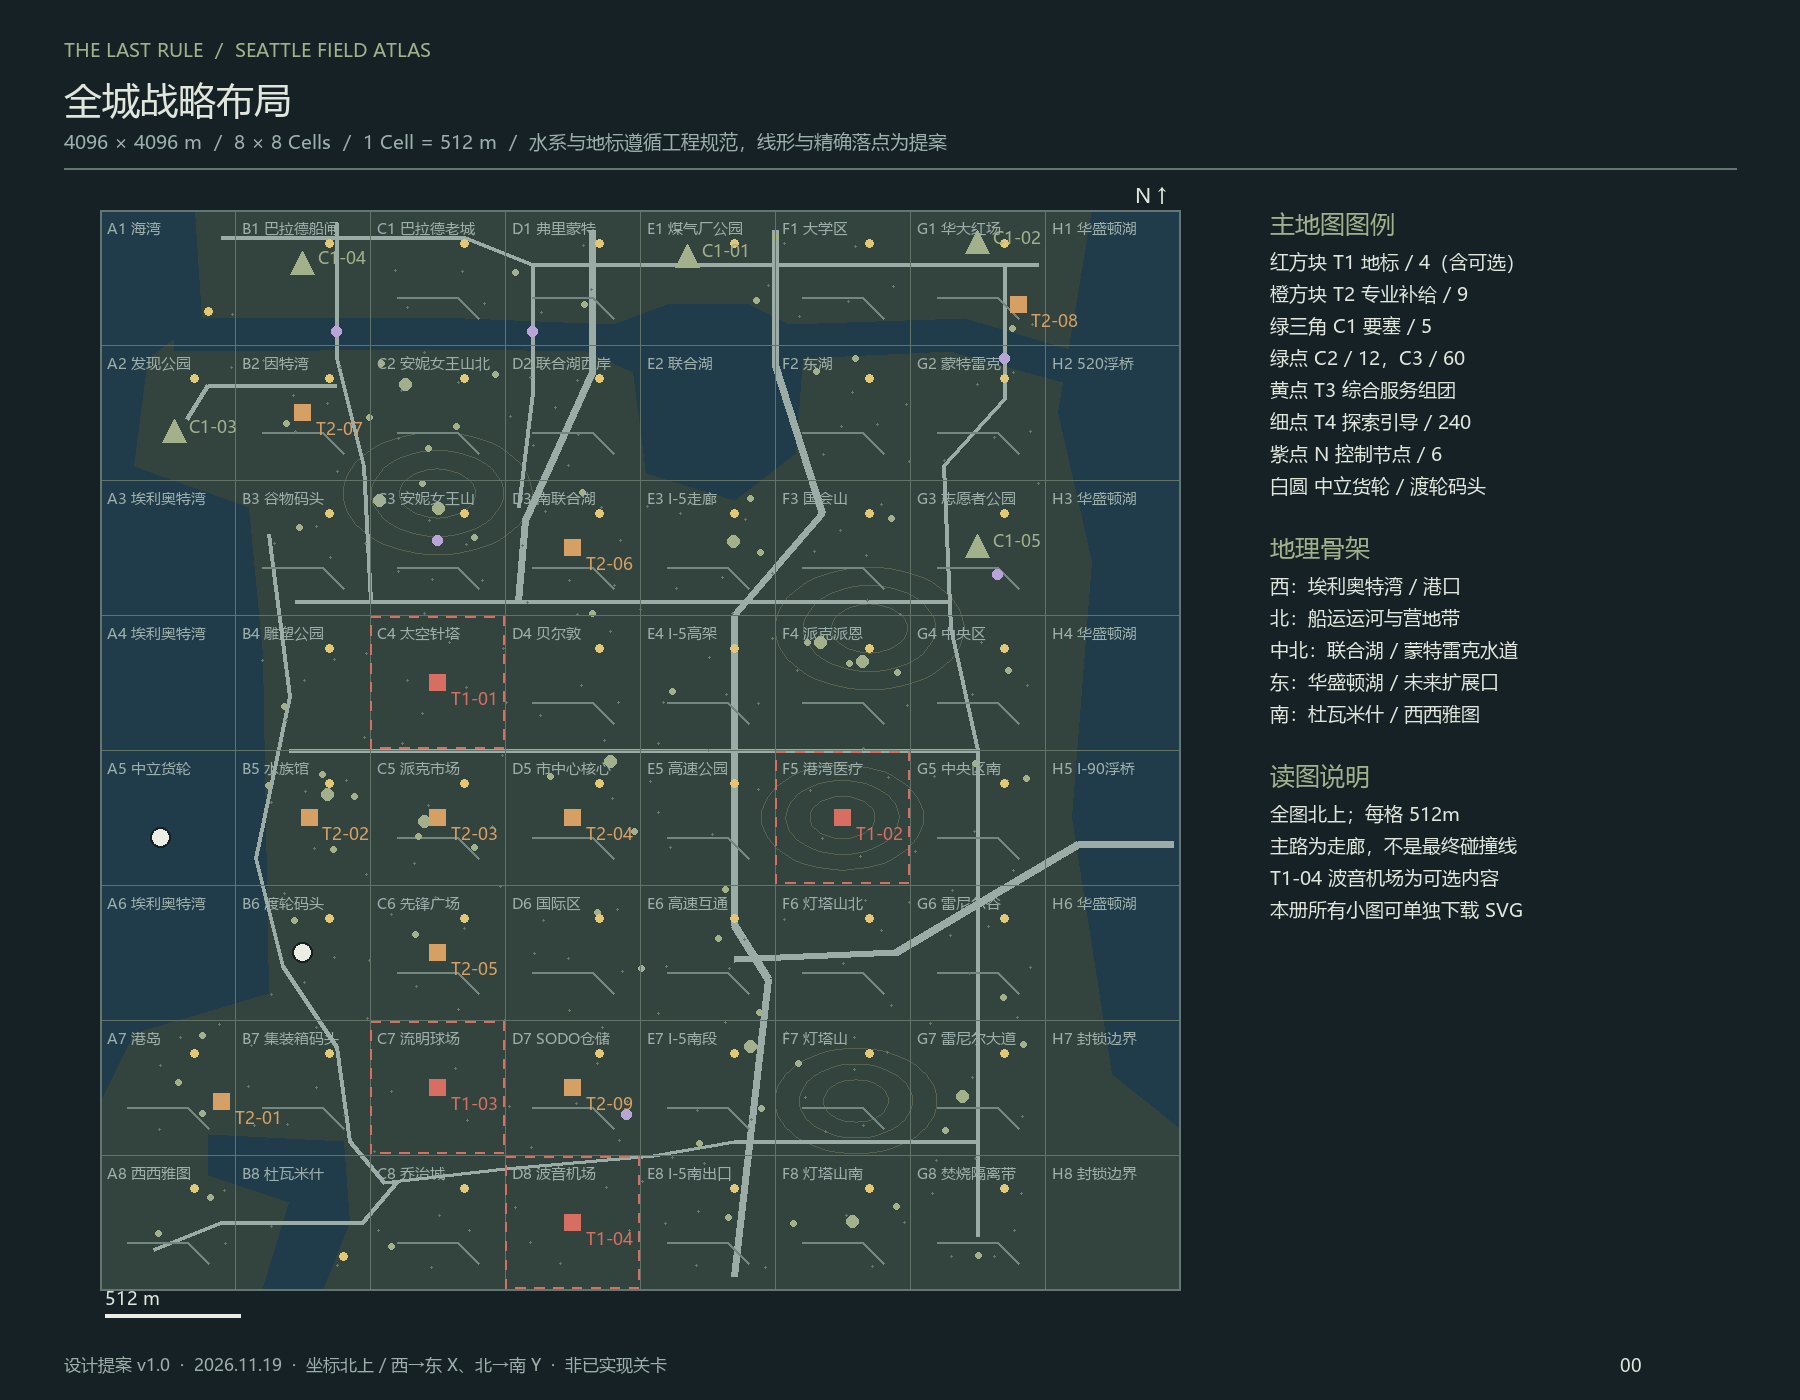 THE LAST RULE / SEATTLE FIELD ATLAS
全城战略布局
4096 × 4096 m / 8 × 8 Cells / 1 Cell = 512 m / 水系与地标遵循工程规范，线形与精确落点为提案
N ↑
A1 海湾 B1 巴拉德船闸 C1 巴拉德老城 D1 弗里蒙特 E1 煤气厂公园 F1 大学区 G1 华大红场 H1 华盛顿湖
C1-04 C1-01 C1-02
T2-08
A2 发现公园 B2 因特湾 C2 安妮女王山北 D2 联合湖西岸 E2 联合湖 F2 东湖 G2 蒙特雷克 H2 520浮桥
C1-03 T2-07
A3 埃利奥特湾 B3 谷物码头 C3 安妮女王山 D3 南联合湖 E3 I-5走廊 F3 国会山 G3 志愿者公园 H3 华盛顿湖
T2-06 C1-05
A4 埃利奥特湾 B4 雕塑公园 C4 太空针塔 D4 贝尔敦 E4 I-5高架 F4 派克派恩 G4 中央区 H4 华盛顿湖
T1-01
A5 中立货轮 B5 水族馆 C5 派克市场 D5 市中心核心 E5 高速公园 F5 港湾医疗 G5 中央区南 H5 I-90浮桥
T2-02 T2-03 T2-04 T1-02
A6 埃利奥特湾 B6 渡轮码头 C6 先锋广场 D6 国际区 E6 高速互通 F6 灯塔山北 G6 雷尼尔谷 H6 华盛顿湖
T2-05
A7 港岛 B7 集装箱码头 C7 流明球场 D7 SODO仓储 E7 I-5南段 F7 灯塔山 G7 雷尼尔大道 H7 封锁边界
T2-01 T1-03 T2-09
A8 西西雅图 B8 杜瓦米什 C8 乔治城 D8 波音机场 E8 I-5南出口 F8 灯塔山南 G8 焚烧隔离带 H8 封锁边界
T1-04
512 m
主地图图例
红方块 T1 地标 / 4（含可选）
橙方块 T2 专业补给 / 9
绿三角 C1 要塞 / 5
绿点 C2 / 12，C3 / 60
黄点 T3 综合服务组团
细点 T4 探索引导 / 240
紫点 N 控制节点 / 6
白圆 中立货轮 / 渡轮码头
地理骨架
西：埃利奥特湾 / 港口
北：船运运河与营地带
中北：联合湖 / 蒙特雷克水道
东：华盛顿湖 / 未来扩展口
南：杜瓦米什 / 西西雅图
读图说明
全图北上；每格 512m
主路为走廊，不是最终碰撞线
T1-04 波音机场为可选内容
本册所有小图可单独下载 SVG
设计提案 v1.0 · 2026.11.19 · 坐标北上 / 西→东 X、北→南 Y · 非已实现关卡
00